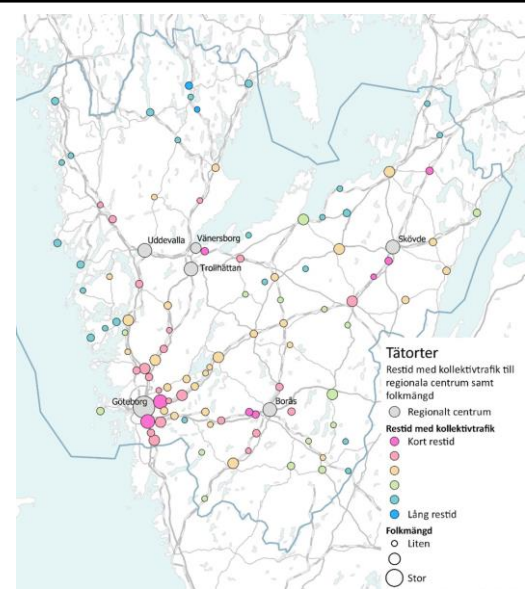 Uddevalla
Vänersborg
Trollhättan
Skövde
Göteborg
Borås
Tätorter
Restid med kollektivtrafik till
regionala centrum samt
folkmängd
Regionalt centrum
Restid med kollektivtrafik
Kort restid
Lång restid
Folkmängd
Liten
Stor